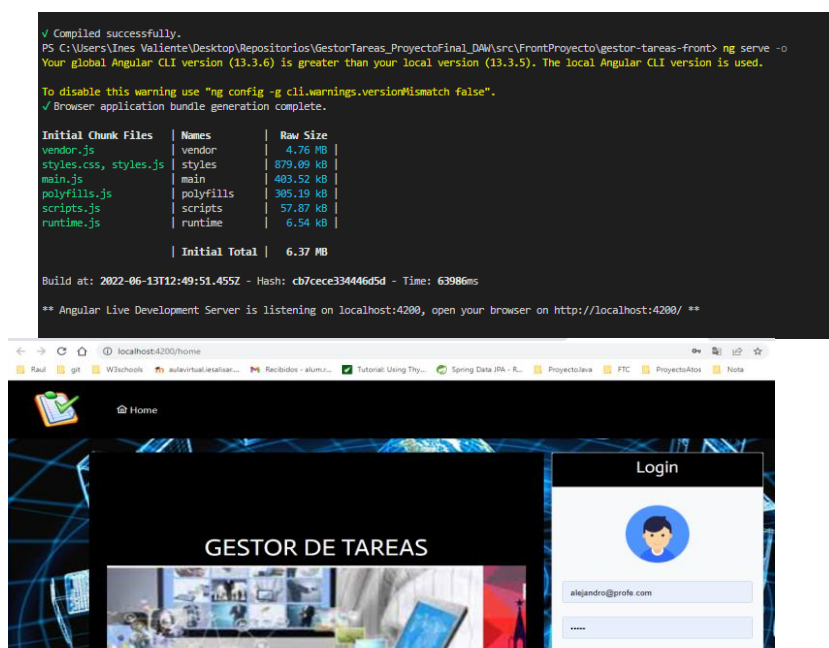 √ Compiled successfully.
PS C:\Users\Ines Valiente\Desktop\Repositorios\GestorTareas_ProyectoFinal_DAW\src\FrontProyecto\gestor-tareas-front> ng serve -o
Your global Angular CLI version (13.3.6) is greater than your local version (13.3.5). The local Angular CLI version is used.
To disable this warning use "ng config -g cli.warnings.versionMismatch false".
√ Browser application bundle generation complete.
Initial Chunk Files | Names | Raw Size
vendor.js | vendor | 4.76 MB |
styles.css, styles.js | styles | 879.09 kB |
main.js | main | 403.52 kB |
polyfills.js | polyfills | 305.19 kB |
scripts.js | scripts | 57.87 kB |
runtime.js | runtime | 6.54 kB |
| Initial Total | 6.37 MB
Build at: 2022-06-13T12:49:51.455Z - Hash: cb7cece334446d5d - Time: 63986ms
** Angular Live Development Server is listening on localhost:4200, open your browser on http://localhost:4200/ **
localhost:4200/home
Raul git W3schools aulavirtual.iesalixar... Recibidos - alum.r... Tutorial: Using Thy... Spring Data JPA - R... ProyectoJava FTC ProyectoAtos Nota
Home
Login
GESTOR DE TAREAS
alejandro@profe.com
•••••